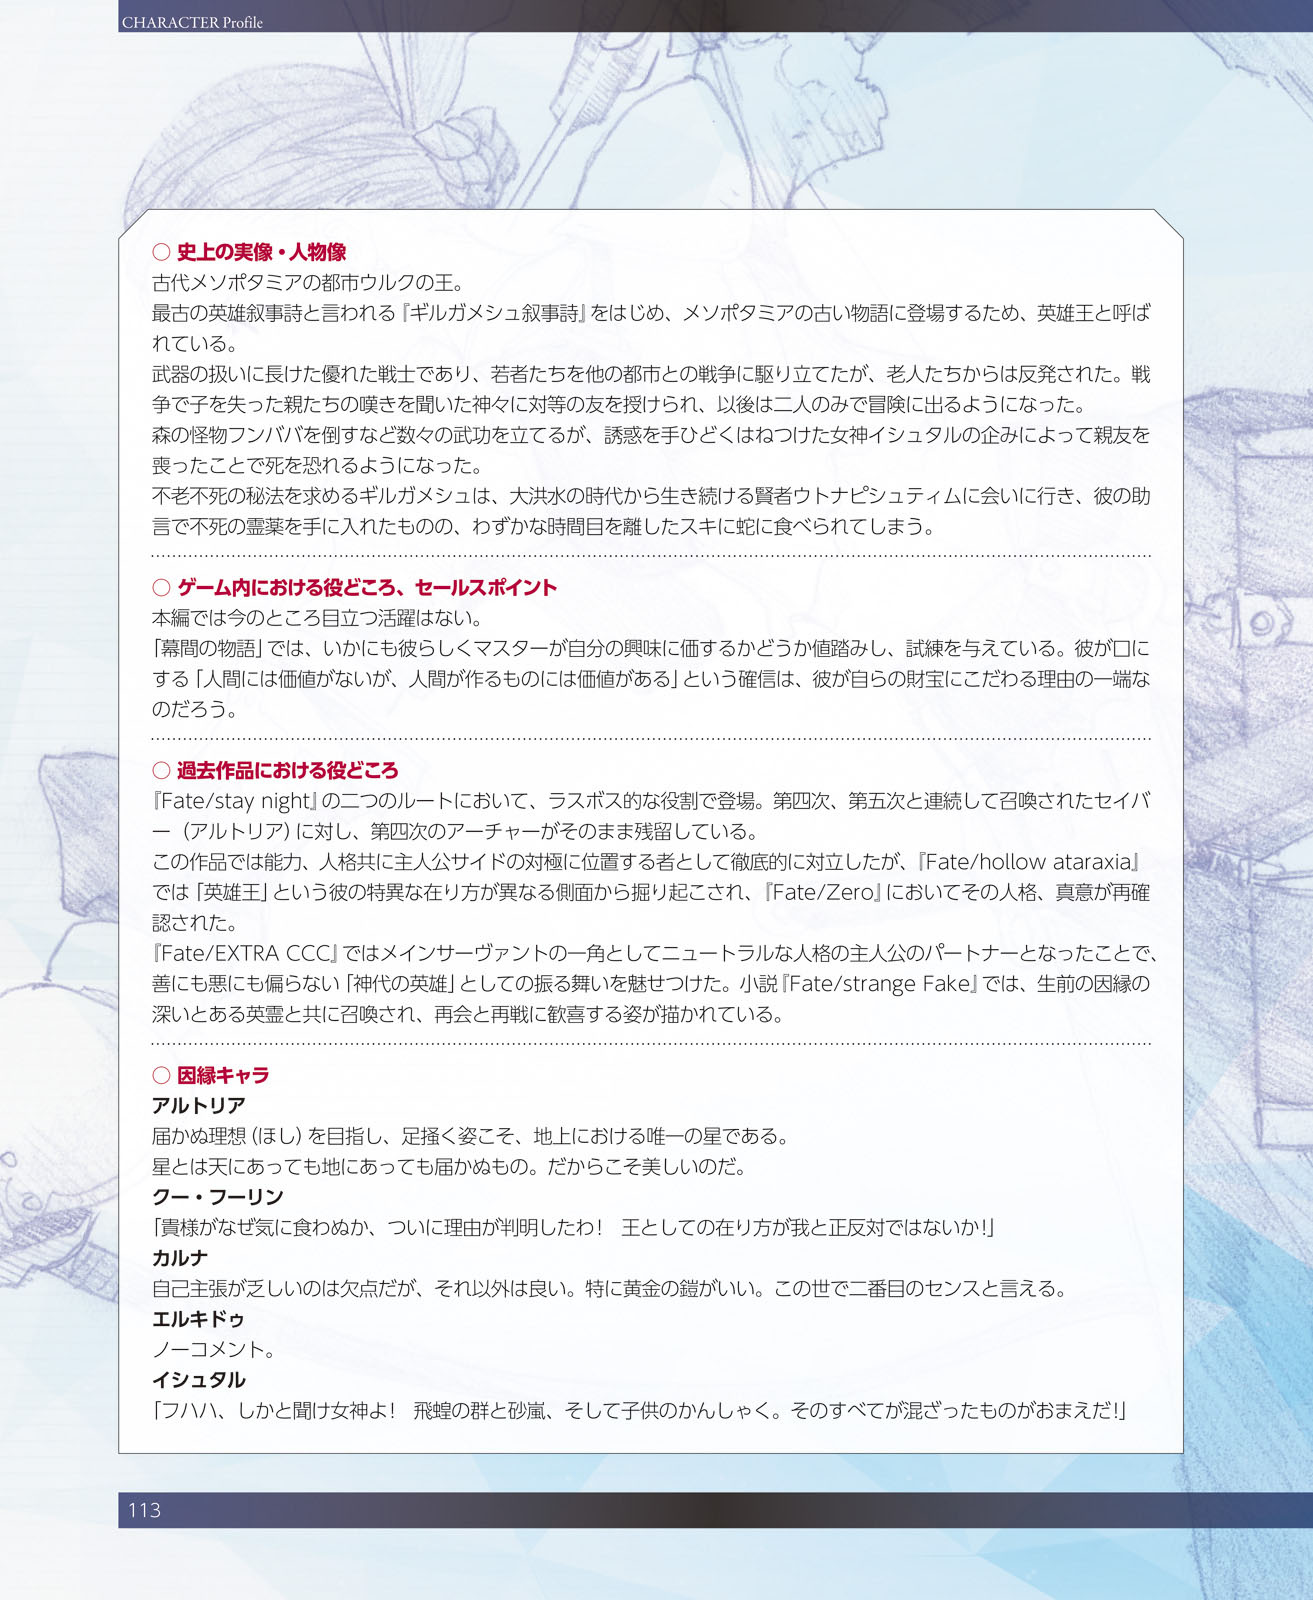 CHARACTER Profile
○ 史上の実像・人物像
古代メソポタミアの都市ウルクの王。
最古の英雄叙事詩と言われる『ギルガメシュ叙事詩』をはじめ、メソポタミアの古い物語に登場するため、英雄王と呼ば
れている。
武器の扱いに長けた優れた戦士であり、若者たちを他の都市との戦争に駆り立てたが、老人たちからは反発された。戦
争で子を失った親たちの嘆きを聞いた神々に対等の友を授けられ、以後は二人のみで冒険に出るようになった。
森の怪物フンババを倒すなど数々の武功を立てるが、誘惑を手ひどくはねつけた女神イシュタルの企みによって親友を
喪ったことで死を恐れるようになった。
不老不死の秘法を求めるギルガメシュは、大洪水の時代から生き続ける賢者ウトナピシュティムに会いに行き、彼の助
言で不死の霊薬を手に入れたものの、わずかな時間目を離したスキに蛇に食べられてしまう。
○ ゲーム内における役どころ、セールスポイント
本編では今のところ目立つ活躍はない。
「幕間の物語」では、いかにも彼らしくマスターが自分の興味に価するかどうか値踏みし、試練を与えている。彼が口に
する「人間には価値がないが、人間が作るものには価値がある」という確信は、彼が自らの財宝にこだわる理由の一端な
のだろう。
○ 過去作品における役どころ
『Fate/stay night』の二つのルートにおいて、ラスボス的な役割で登場。第四次、第五次と連続して召喚されたセイバ
ー（アルトリア）に対し、第四次のアーチャーがそのまま残留している。
この作品では能力、人格共に主人公サイドの対極に位置する者として徹底的に対立したが、『Fate/hollow ataraxia』
では「英雄王」という彼の特異な在り方が異なる側面から掘り起こされ、『Fate/Zero』においてその人格、真意が再確
認された。
『Fate/EXTRA CCC』ではメインサーヴァントの一角としてニュートラルな人格の主人公のパートナーとなったことで、
善にも悪にも偏らない「神代の英雄」としての振る舞いを魅せつけた。小説『Fate/strange Fake』では、生前の因縁の
深いとある英霊と共に召喚され、再会と再戦に歓喜する姿が描かれている。
○ 因縁キャラ
アルトリア
届かぬ理想（ほし）を目指し、足掻く姿こそ、地上における唯一の星である。
星とは天にあっても地にあっても届かぬもの。だからこそ美しいのだ。
クー・フーリン
「貴様がなぜ気に食わぬか、ついに理由が判明したわ！　王としての在り方が我と正反対ではないか！」
カルナ
自己主張が乏しいのは欠点だが、それ以外は良い。特に黄金の鎧がいい。この世で二番目のセンスと言える。
エルキドゥ
ノーコメント。
イシュタル
「フハハ、しかと聞け女神よ！　飛蝗の群と砂嵐、そして子供のかんしゃく。そのすべてが混ざったものがおまえだ！」
113